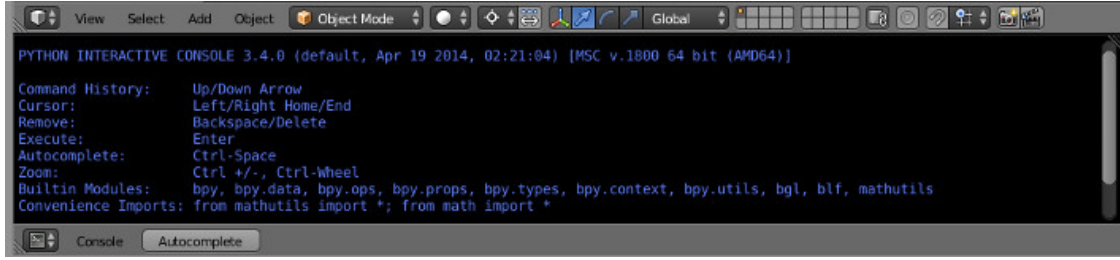 View Select Add Object Object Mode Global
PYTHON INTERACTIVE CONSOLE 3.4.0 (default, Apr 19 2014, 02:21:04) [MSC v.1800 64 bit (AMD64)]
Command History: Up/Down Arrow
Cursor: Left/Right Home/End
Remove: Backspace/Delete
Execute: Enter
Autocomplete: Ctrl-Space
Zoom: Ctrl +/-, Ctrl-Wheel
Builtin Modules: bpy, bpy.data, bpy.ops, bpy.props, bpy.types, bpy.context, bpy.utils, bgl, blf, mathutils
Convenience Imports: from mathutils import *; from math import *
Console Autocomplete